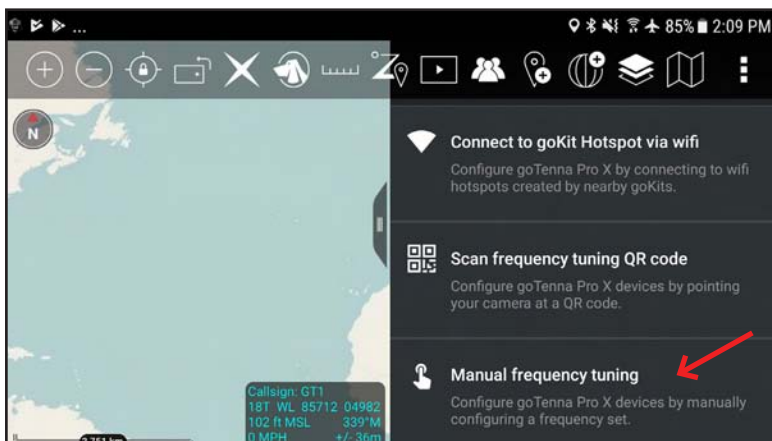 ... 85% 2:09 PM
N
Connect to goKit Hotspot via wifi
Configure goTenna Pro X by connecting to wifi
hotspots created by nearby goKits.
Scan frequency tuning QR code
Configure goTenna Pro X devices by pointing
your camera at a QR code.
Manual frequency tuning
Configure goTenna Pro X devices by manually
configuring a frequency set.
Callsign: GT1
18T WL 85712 04982
102 ft MSL 339°M
0 MPH +/- 36m